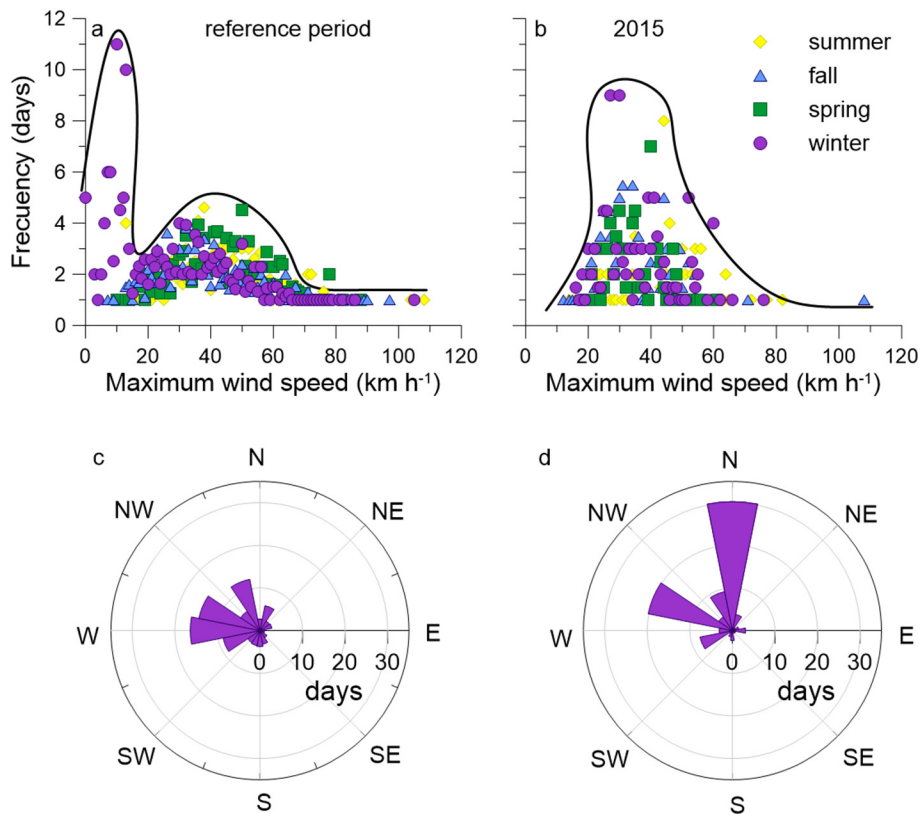 a reference period
b 2015
summer
fall
spring
winter
Frecuency (days)
12
10
8
6
4
2
0
0 20 40 60 80 100 120
Maximum wind speed (km h⁻¹)
20 40 60 80 100 120
Maximum wind speed (km h⁻¹)
c
N
NW NE
W E
0 10 20 30
days
SW SE
S
d
N
NW NE
W E
0 10 20 30
days
SW SE
S